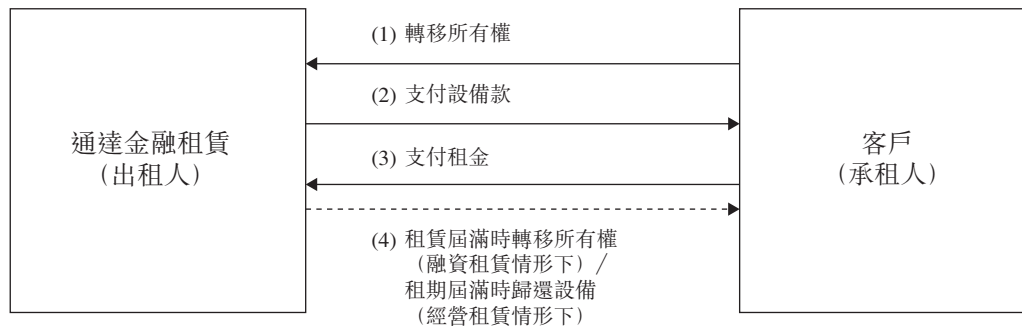 (1) 轉移所有權
(2) 支付設備款
通達金融租賃
（出租人）
客戶
（承租人）
(3) 支付租金
(4) 租賃屆滿時轉移所有權
（融資租賃情形下）／
租期屆滿時歸還設備
（經營租賃情形下）